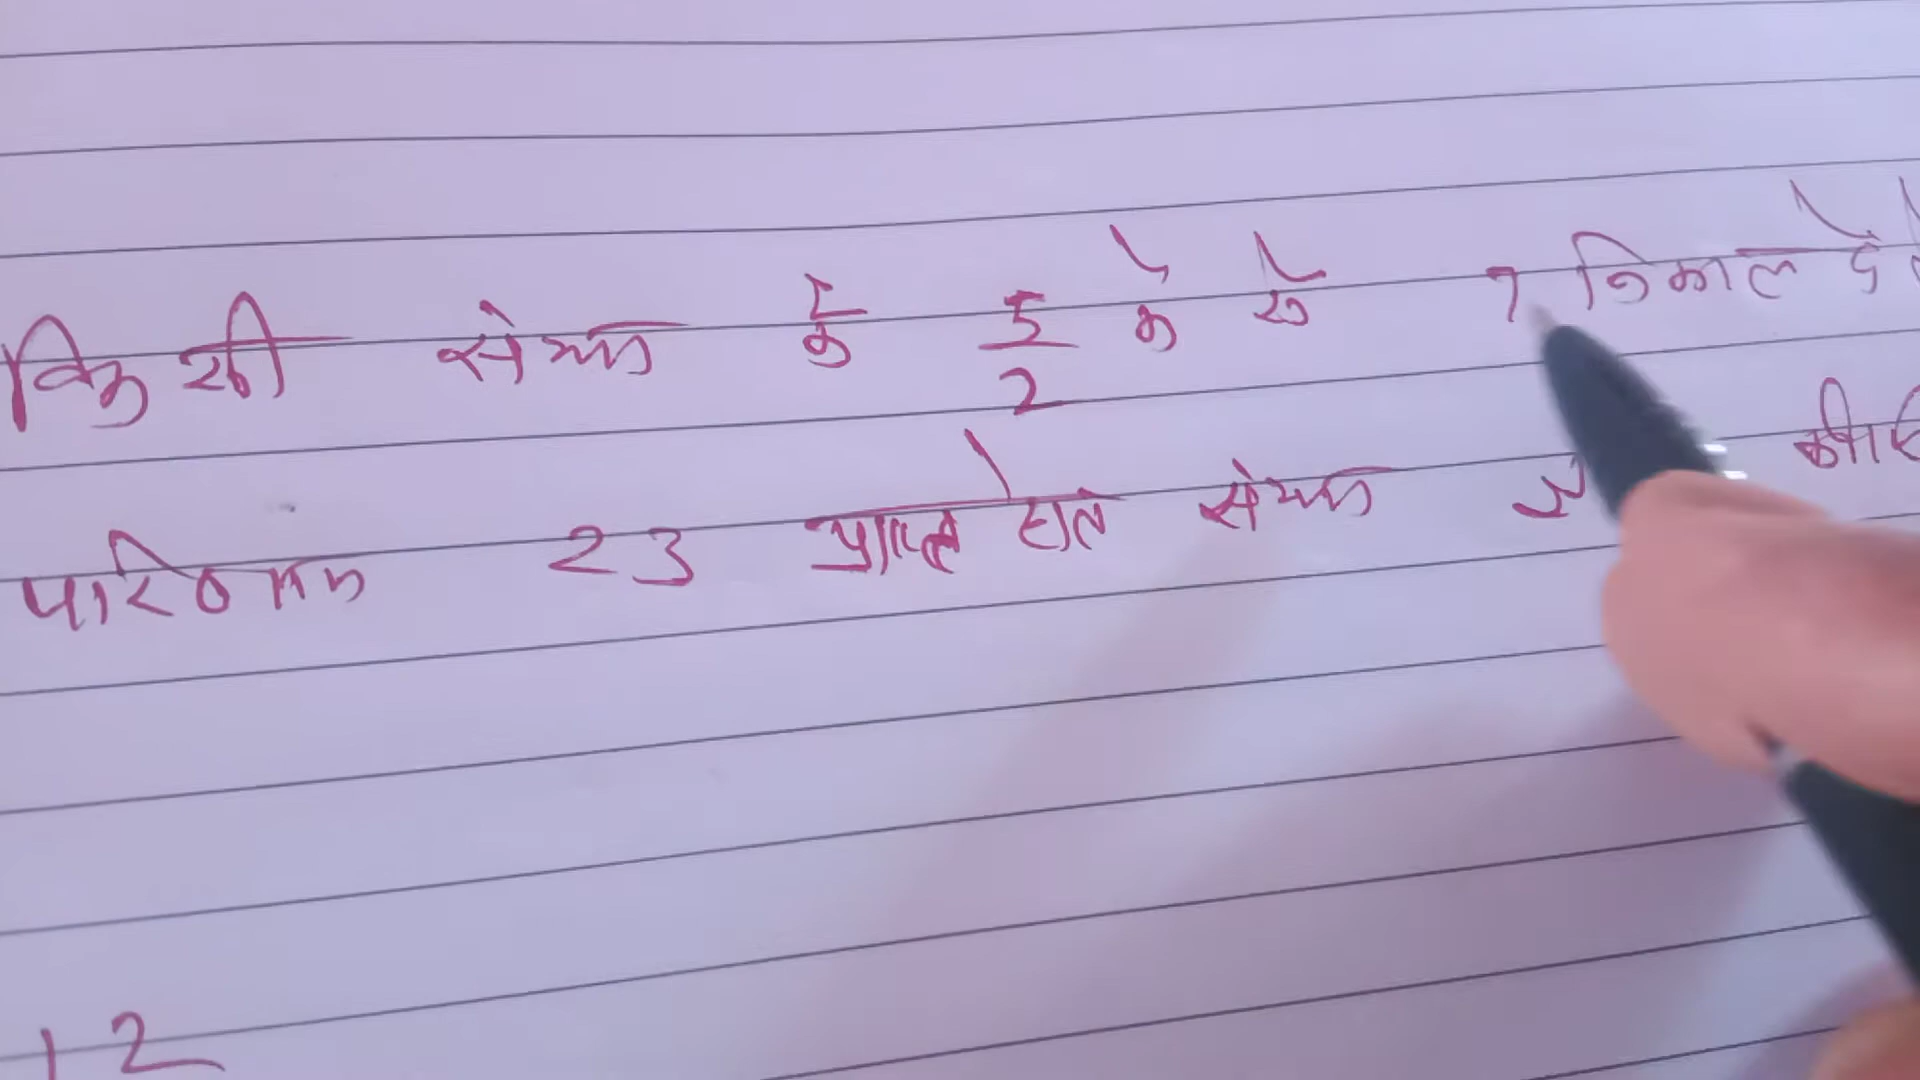 किसी संख्या के 5/2 के से 7 निकाल दे
परिणाम 23 प्राप्त होते संख्या
12